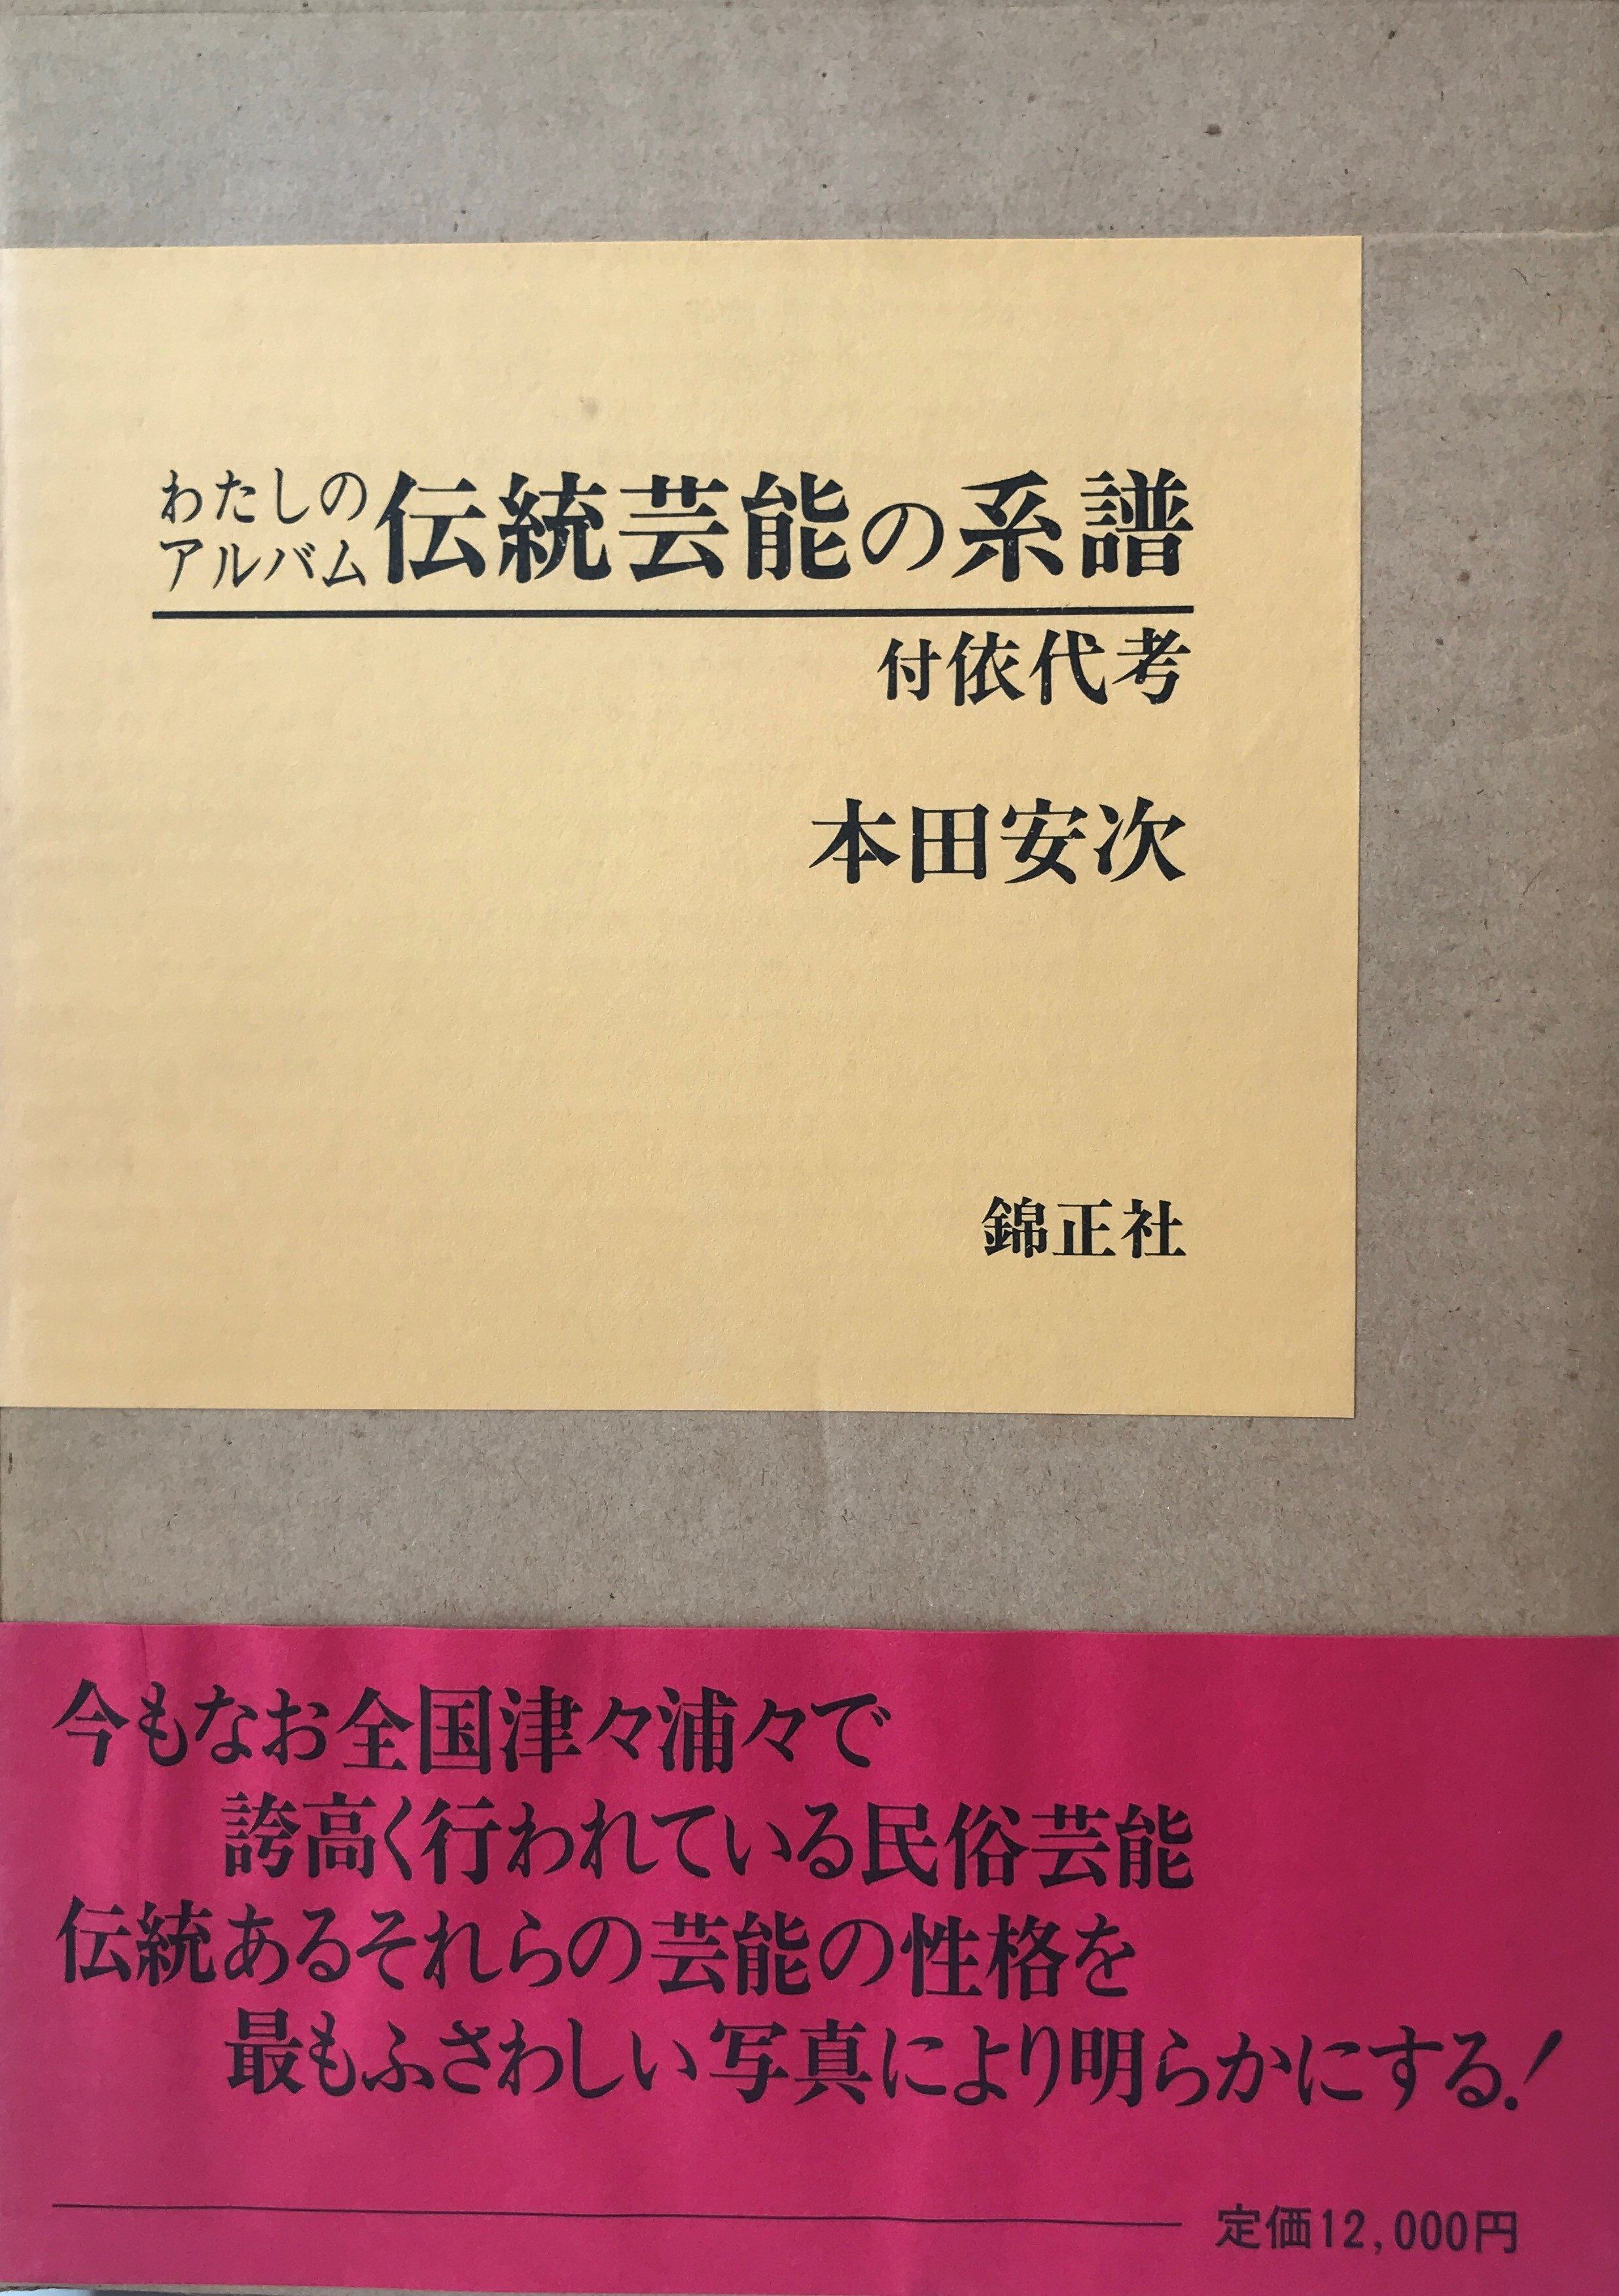 わたしの
アルバム
伝統芸能の系譜
付依代考
本田安次
錦正社
今もなお全国津々浦々で
誇高く行われている民俗芸能
伝統あるそれらの芸能の性格を
最もふさわしい写真により明らかにする!
定価12,000円